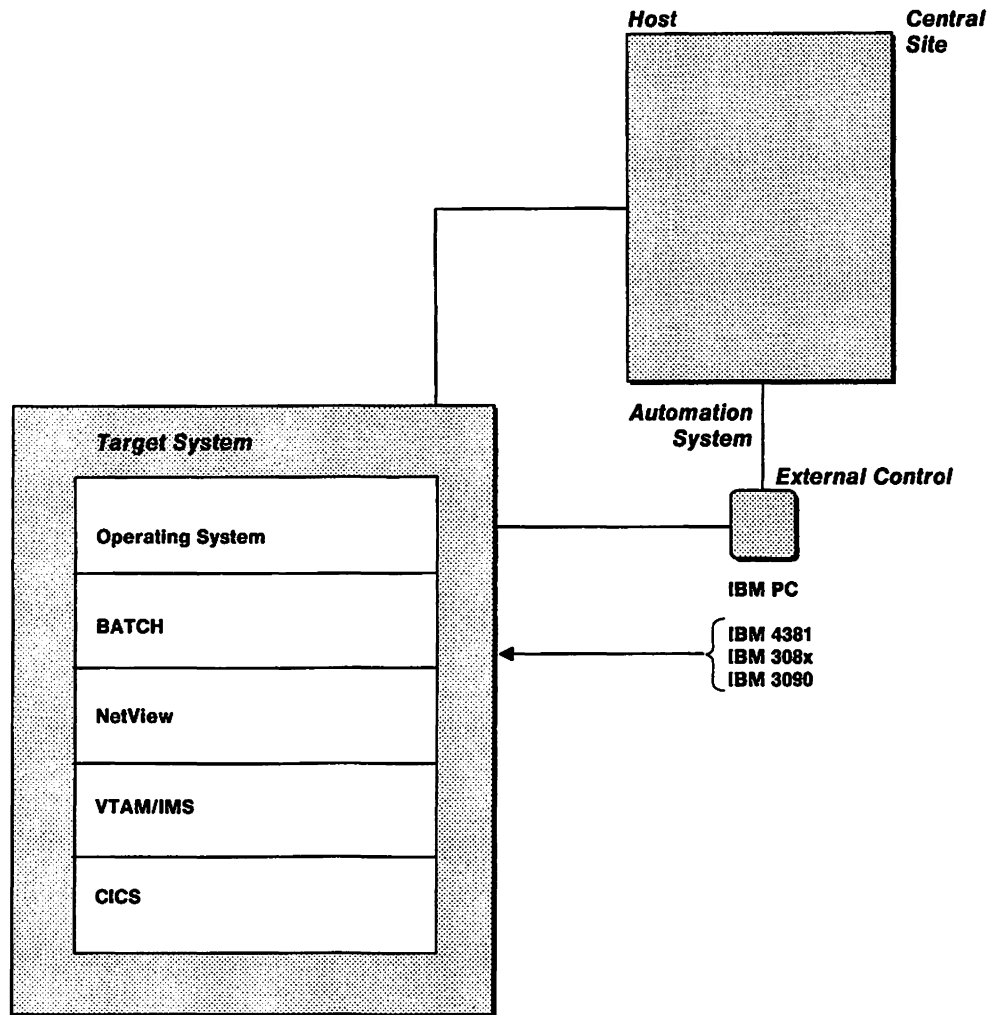 Host
Central
Site
Automation
System
External Control
Target System
Operating System
BATCH
NetView
VTAM/IMS
CICS
IBM PC
IBM 4381
IBM 308x
IBM 3090